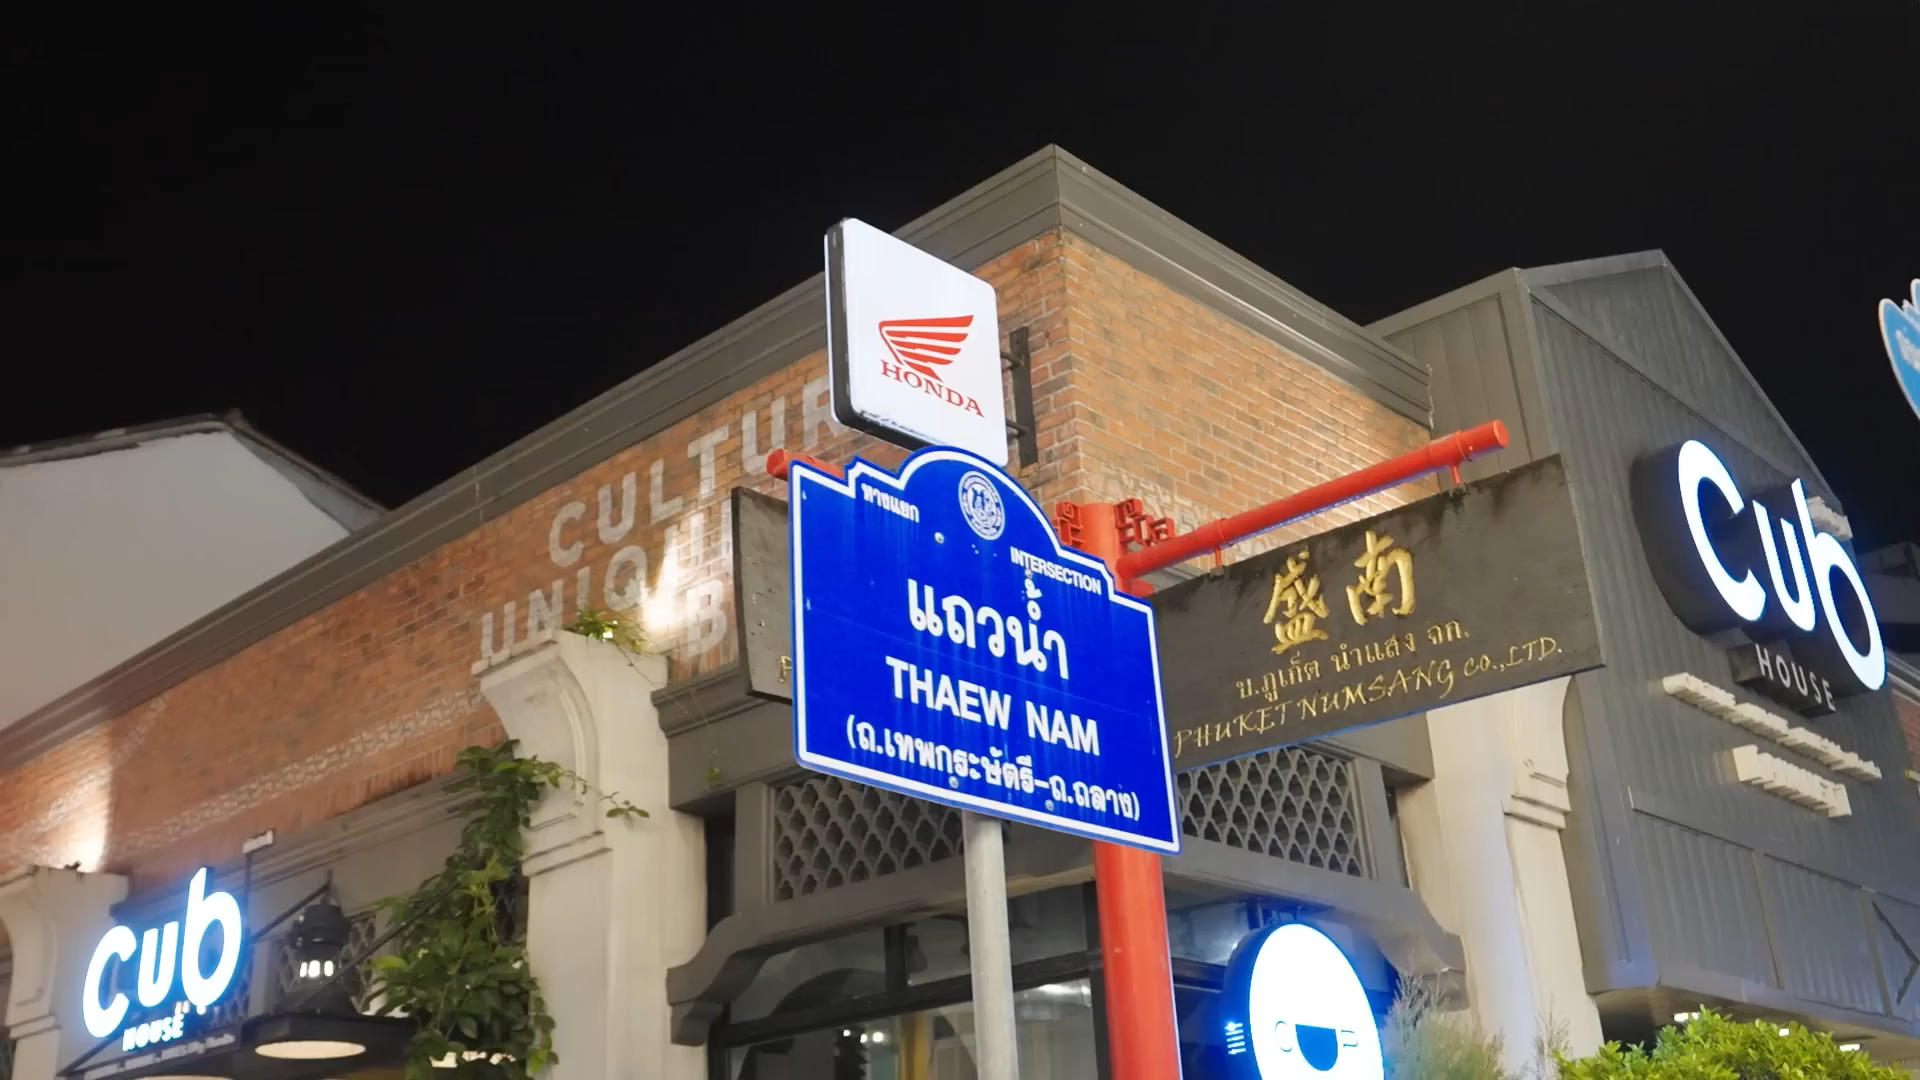 HONDA
CULTUR
UNIQU
B
ทางแยก
INTERSECTION
แถวน้ำ
THAEW NAM
(ถ.เทพกระษัตรี-ถ.ถลาง)
盛南
บ.ภูเก็ต นำแสง จก.
PHUKET NUMSANG CO.,LTD.
cub
HOUSE
cub
HOUSE